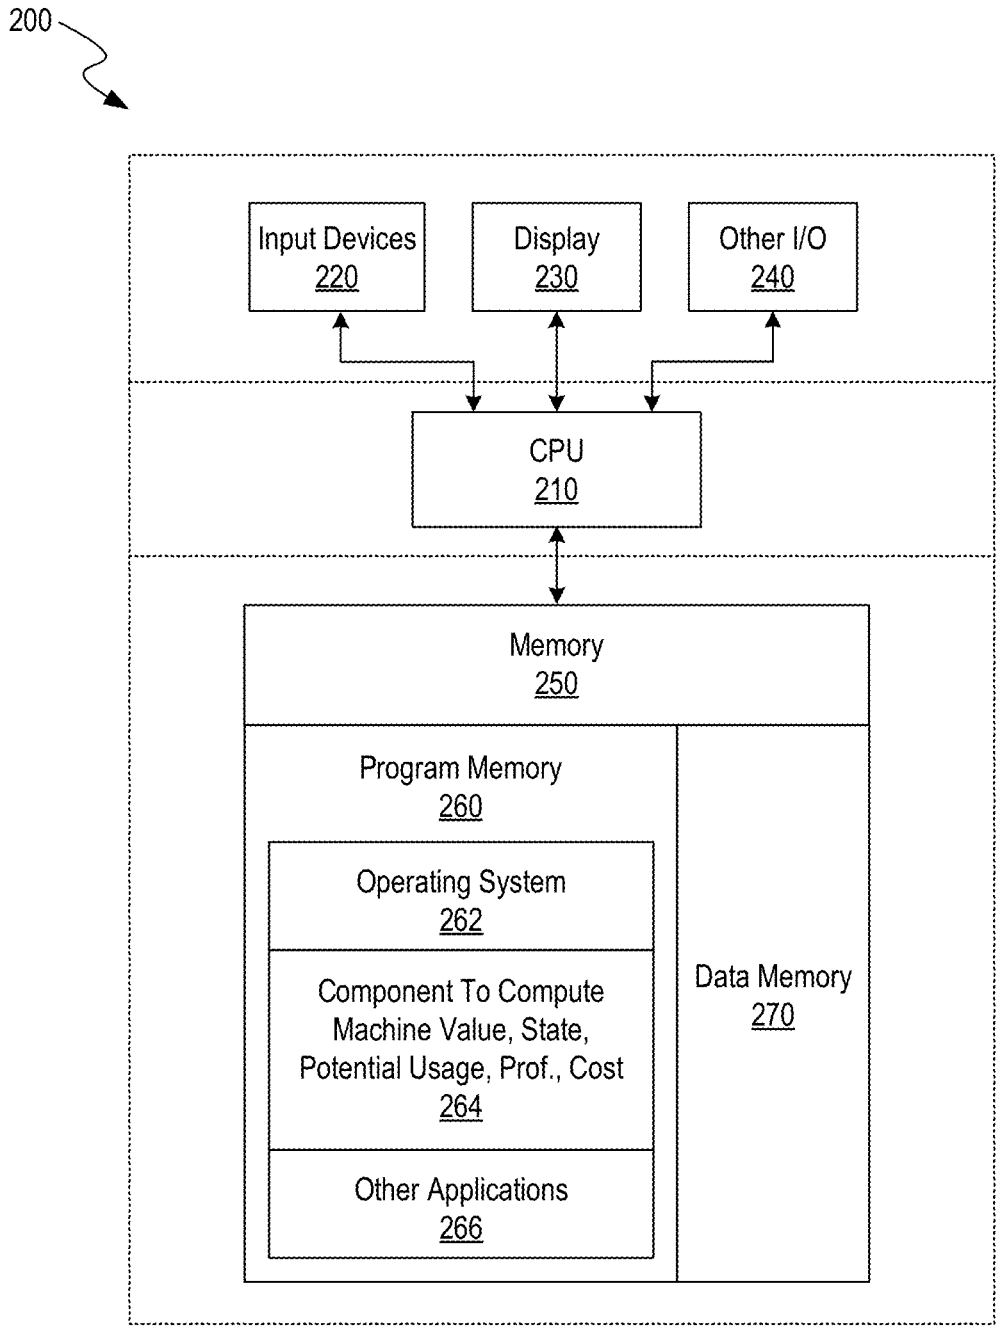 200
Input Devices
220
Display
230
Other I/O
240
CPU
210
Memory
250
Program Memory
260
Operating System
262
Component To Compute
Machine Value, State,
Potential Usage, Prof., Cost
264
Other Applications
266
Data Memory
270